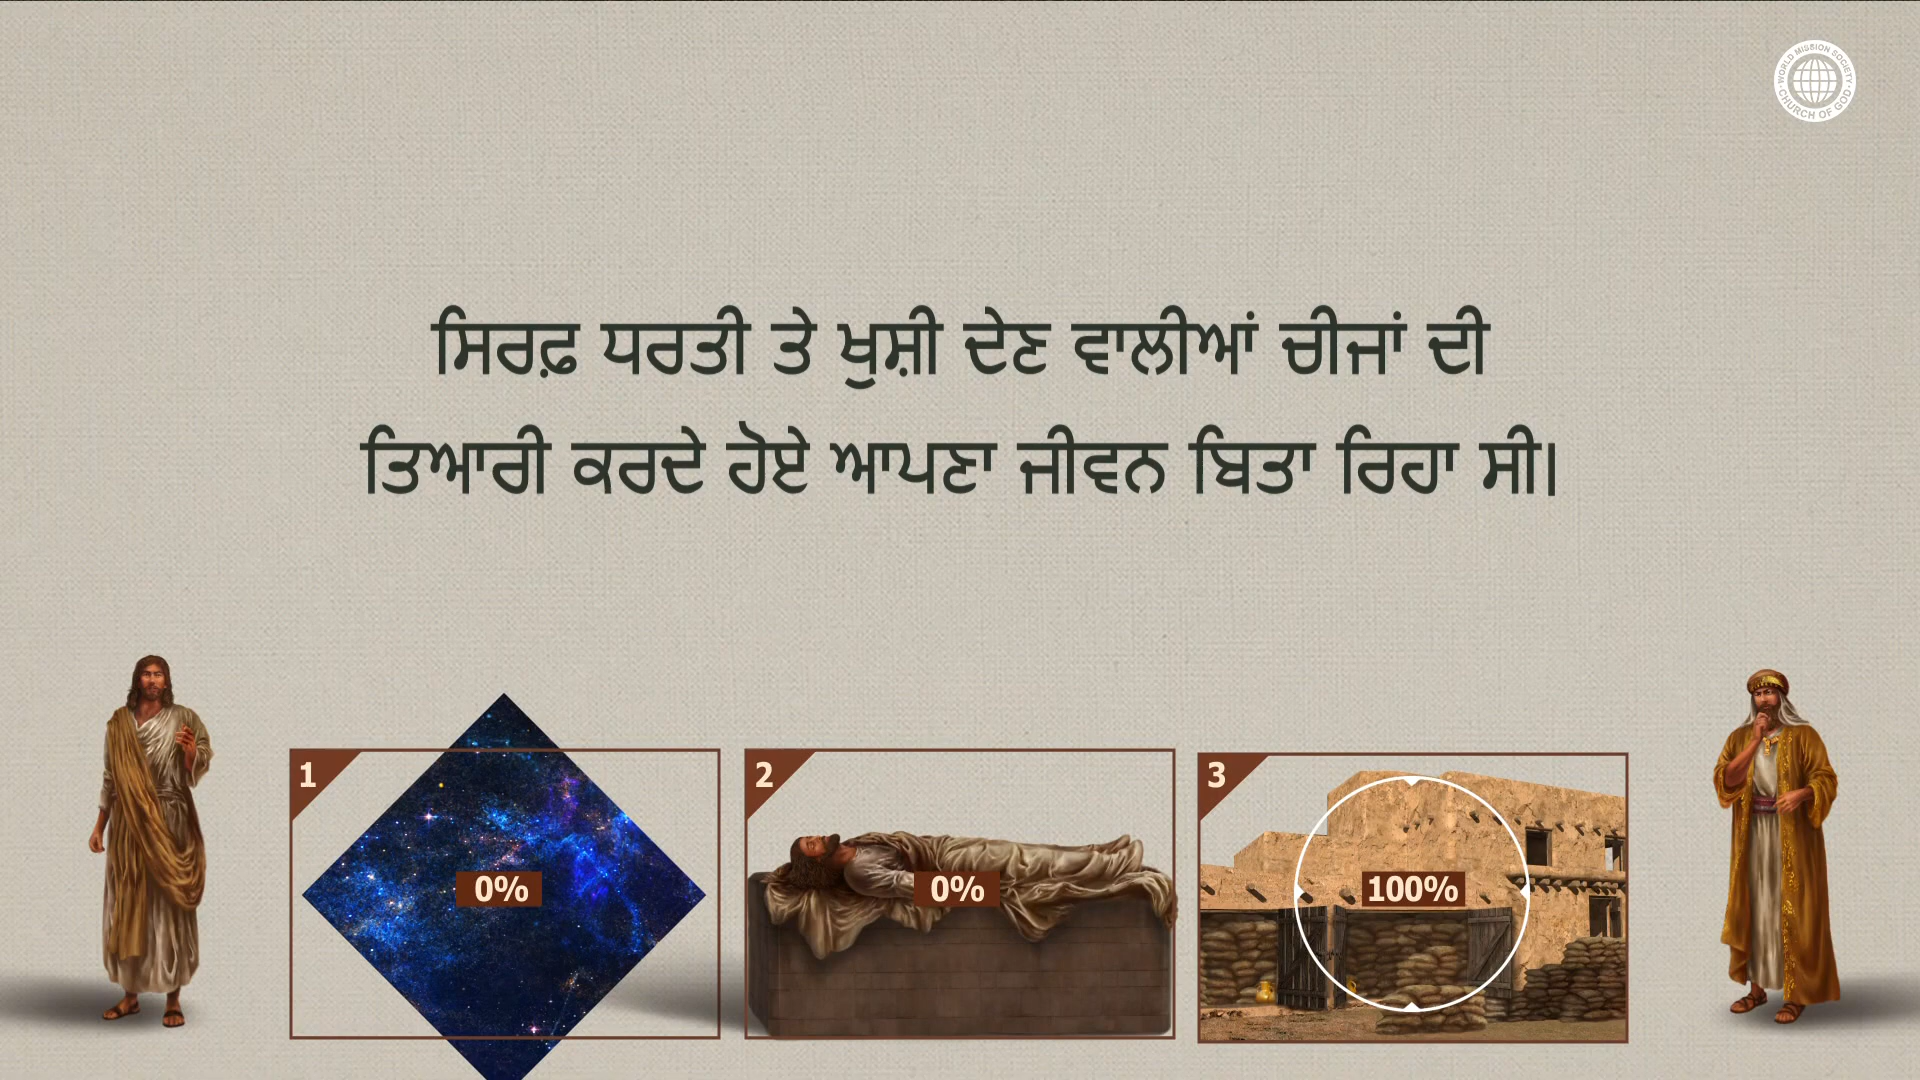 WORLD MISSION SOCIETY CHURCH OF GOD
ਸਿਰਫ਼ ਧਰਤੀ ਤੇ ਖੁਸ਼ੀ ਦੇਣ ਵਾਲੀਆਂ ਚੀਜਾਂ ਦੀ
ਤਿਆਰੀ ਕਰਦੇ ਹੋਏ ਆਪਣਾ ਜੀਵਨ ਬਿਤਾ ਰਿਹਾ ਸੀ।
1
0%
2
0%
3
100%